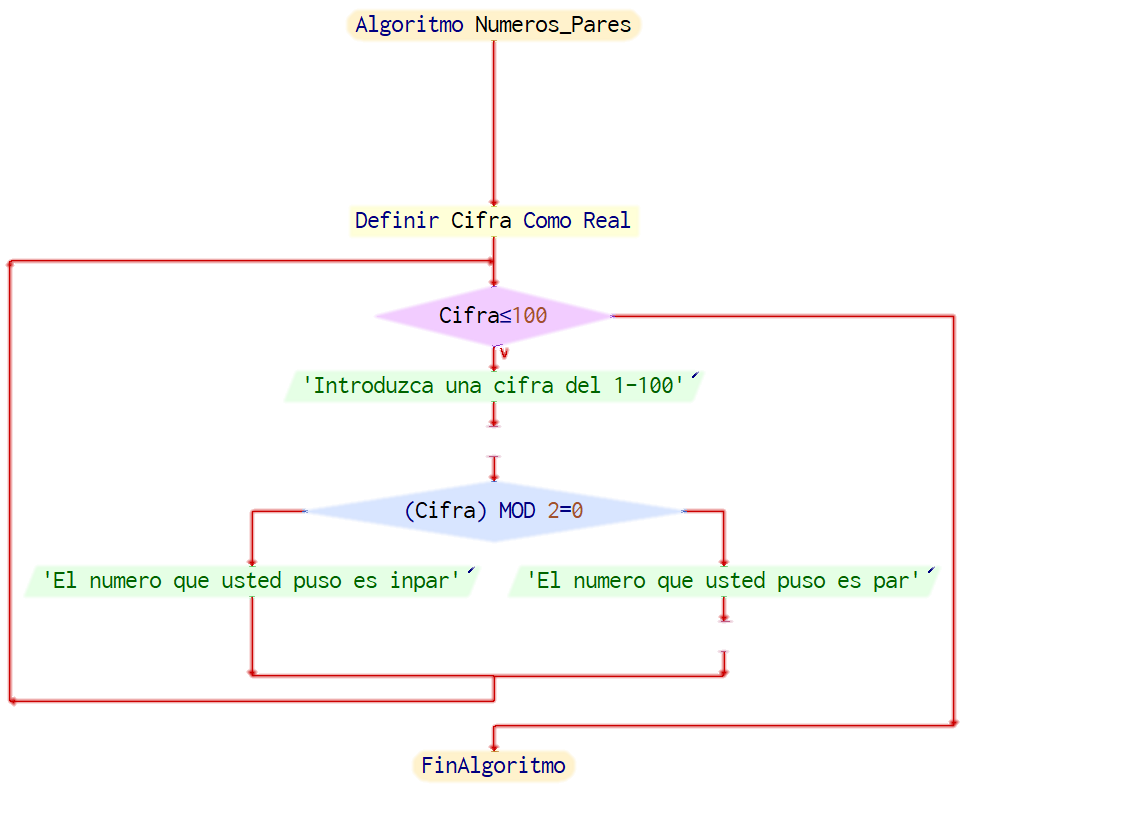 Algoritmo Numeros_Pares
Definir Cifra Como Real
Cifra≤100
v
'Introduzca una cifra del 1-100'
(Cifra) MOD 2=0
'El numero que usted puso es inpar'
'El numero que usted puso es par'
FinAlgoritmo